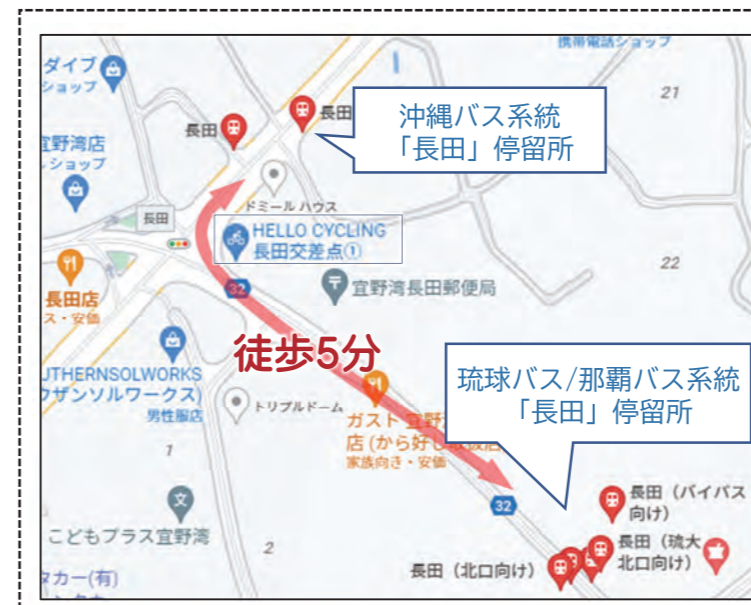 携帯電話ショップ
ダイブ
ショップ
21
長田
長田
沖縄バス系統
「長田」停留所
宜野湾店
ショップ
ドミール ハウス
長田
HELLO CYCLING
長田交差点①
22
長田店
ス・安価
32
宜野湾長田郵便局
徒歩5分
琉球バス/那覇バス系統
「長田」停留所
UTHERNSOLWORKS
ウザンソルワークス)
男性服店
トリプルドーム
ガスト 宜野
店 (から好し
家族向き・安価
1
32
長田（バイパス
向け）
こどもプラス宜野湾
2
長田（琉大
北口向け）
長田（北口向け）
タカー(有)